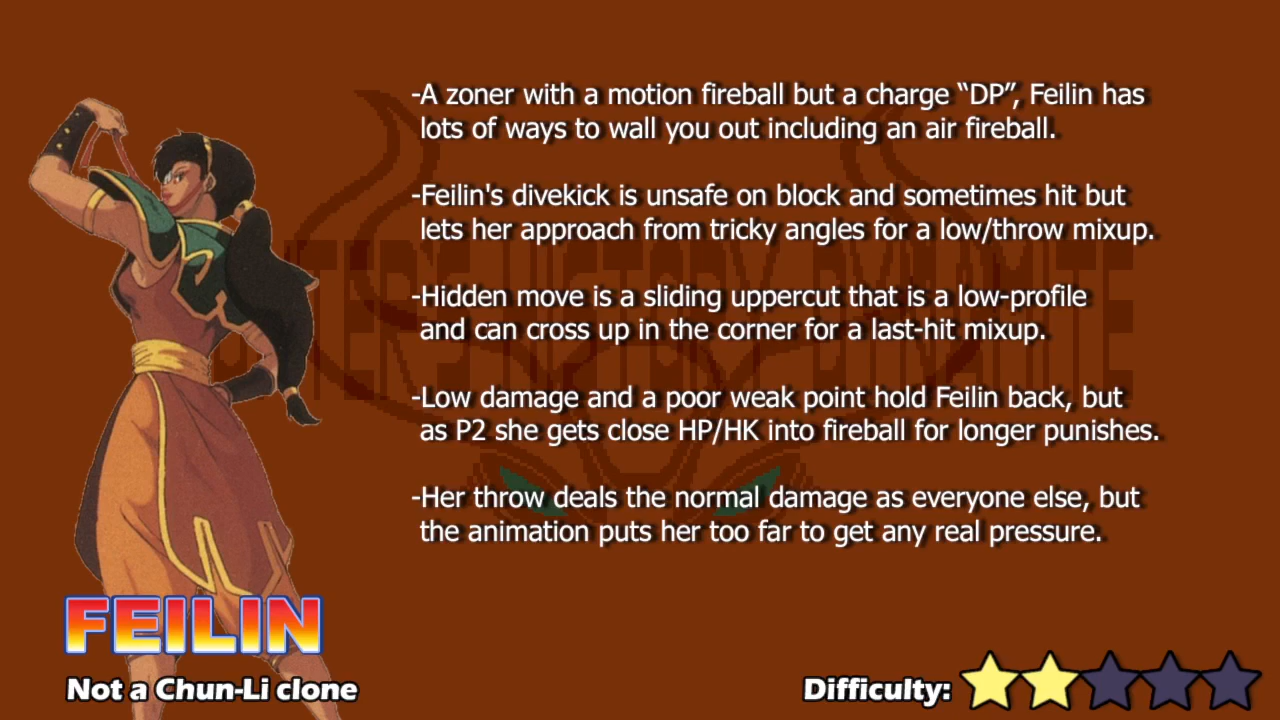 -A zoner with a motion fireball but a charge “DP”, Feilin has
lots of ways to wall you out including an air fireball.
-Feilin's divekick is unsafe on block and sometimes hit but
lets her approach from tricky angles for a low/throw mixup.
-Hidden move is a sliding uppercut that is a low-profile
and can cross up in the corner for a last-hit mixup.
-Low damage and a poor weak point hold Feilin back, but
as P2 she gets close HP/HK into fireball for longer punishes.
-Her throw deals the normal damage as everyone else, but
the animation puts her too far to get any real pressure.
FEILIN
Not a Chun-Li clone
Difficulty: